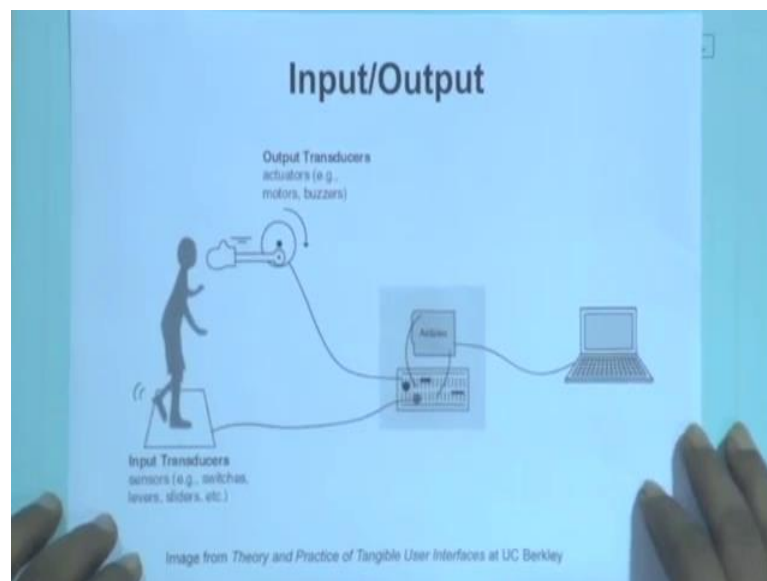 Input/Output
Output Transducers
actuators (e.g.,
motors, buzzers)
Arduino
Input Transducers
sensors (e.g., switches,
levers, sliders, etc.)
Image from Theory and Practice of Tangible User Interfaces at UC Berkley